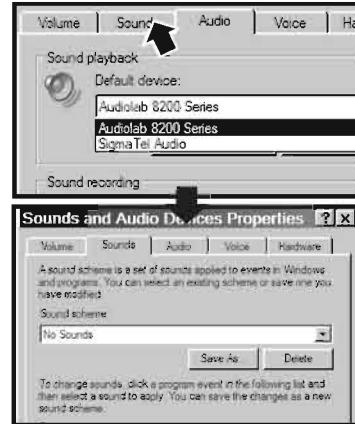 Volume Sounds Audio Voice Ha
Sound playback
Default device:
Audiolab 8200 Series
Audiolab 8200 Series
SigmaTel Audio
Sound recording
Sounds and Audio Devices Properties
Volume Sounds Audio Voice Hardware
A sound scheme is a set of sounds applied to events in Windows
and programs. You can select an existing scheme or save one you
have modified.
Sound scheme
No Sounds
Save As... Delete
To change sounds, click a program event in the following list and
then select a sound to apply. You can save the changes as a new
sound scheme.